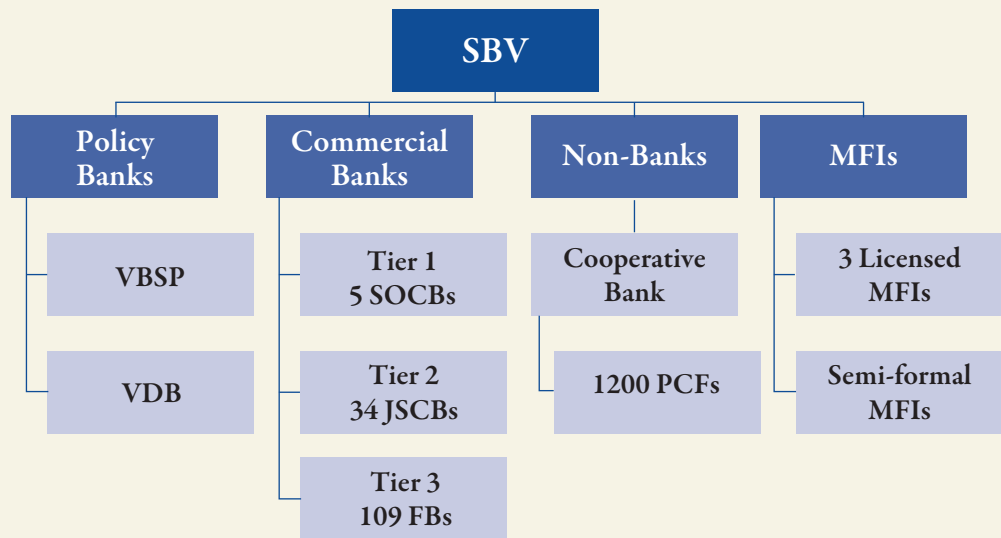 SBV
Policy
Banks
Commercial
Banks
Non-Banks
MFIs
VBSP
VDB
Tier 1
5 SOCBs
Tier 2
34 JSCBs
Tier 3
109 FBs
Cooperative
Bank
1200 PCFs
3 Licensed
MFIs
Semi-formal
MFIs